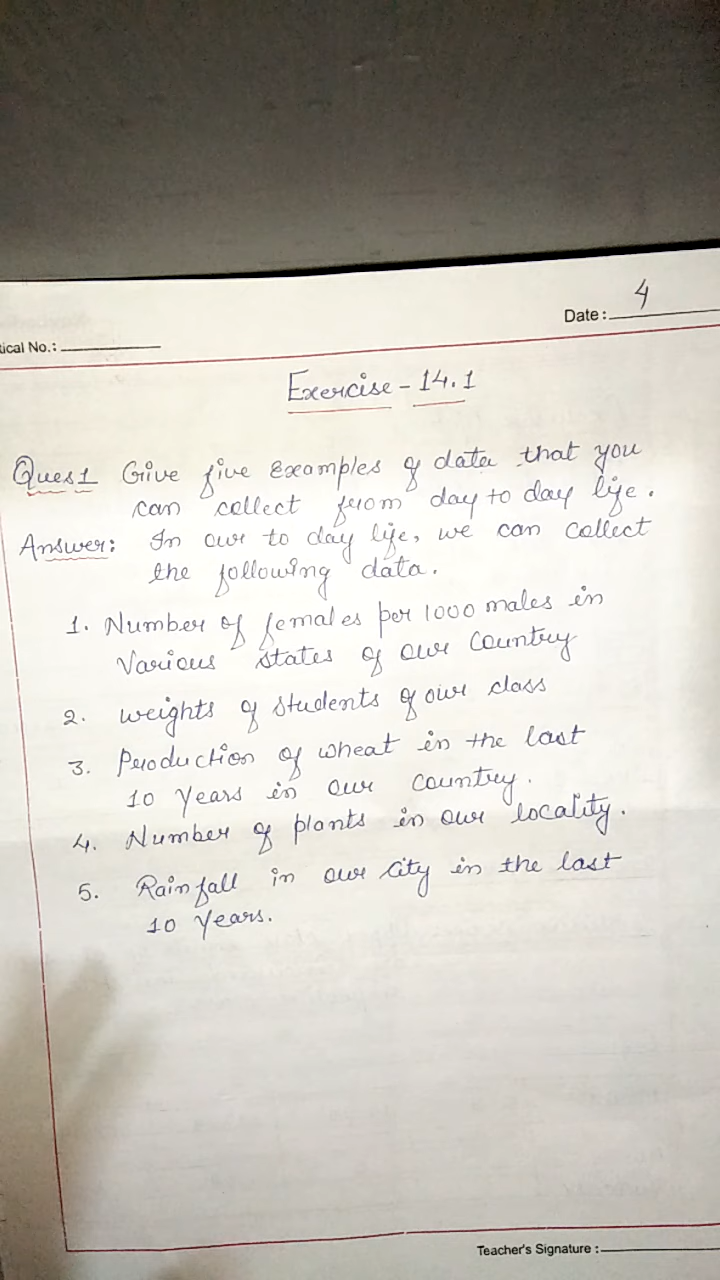 Date: 4
tical No.:
Exercise - 14.1
Ques 1 Give five Examples of data that you
can collect from day to day life.
Answer: In our to day life, we can collect
the following data.
1. Number of females per 1000 males in
Various states of our Country
2. weights of students of our class
3. Production of wheat in the last
10 Years in our country.
4. Number of plants in our locality.
5. Rainfall in our City in the last
10 Years.
Teacher's Signature :